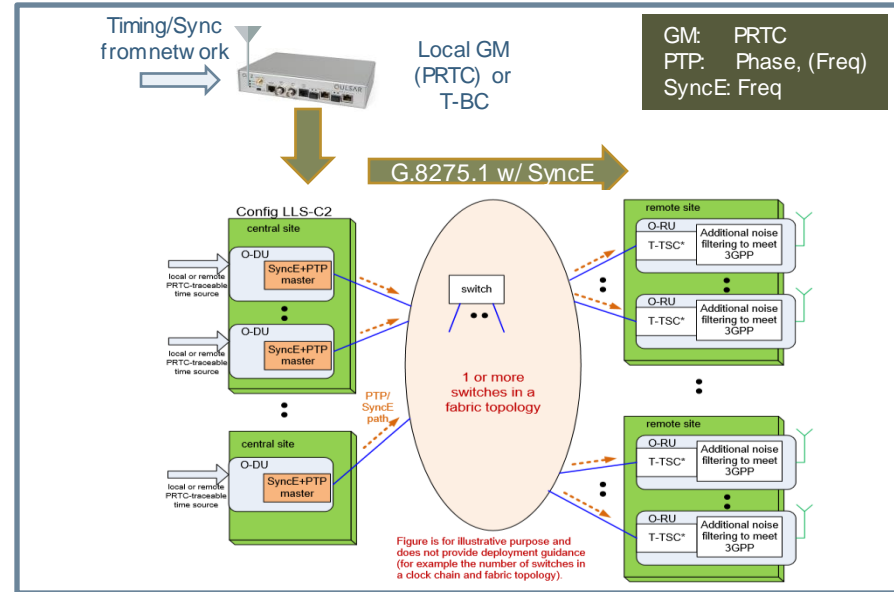 Timing/Sync
from network
Local GM
(PRTC) or
T-BC
GM: PRTC
PTP: Phase, (Freq)
SyncE: Freq
G.8275.1 w/ SyncE
Config LLS-C2
central site
O-DU
SyncE+PTP
master
local or remote
PRTC-traceable
time source
O-DU
SyncE+PTP
master
local or remote
PRTC-traceable
time source
PTP/
SyncE
path
central site
O-DU
SyncE+PTP
master
local or remote
PRTC-traceable
time source
switch
1 or more
switches in a
fabric topology
Figure is for illustrative purpose and
does not provide deployment guidance
(for example the number of switches in
a clock chain and fabric topology).
remote site
O-RU
T-TSC*
Additional noise
filtering to meet
3GPP
O-RU
T-TSC*
Additional noise
filtering to meet
3GPP
remote site
O-RU
T-TSC*
Additional noise
filtering to meet
3GPP
O-RU
T-TSC*
Additional noise
filtering to meet
3GPP